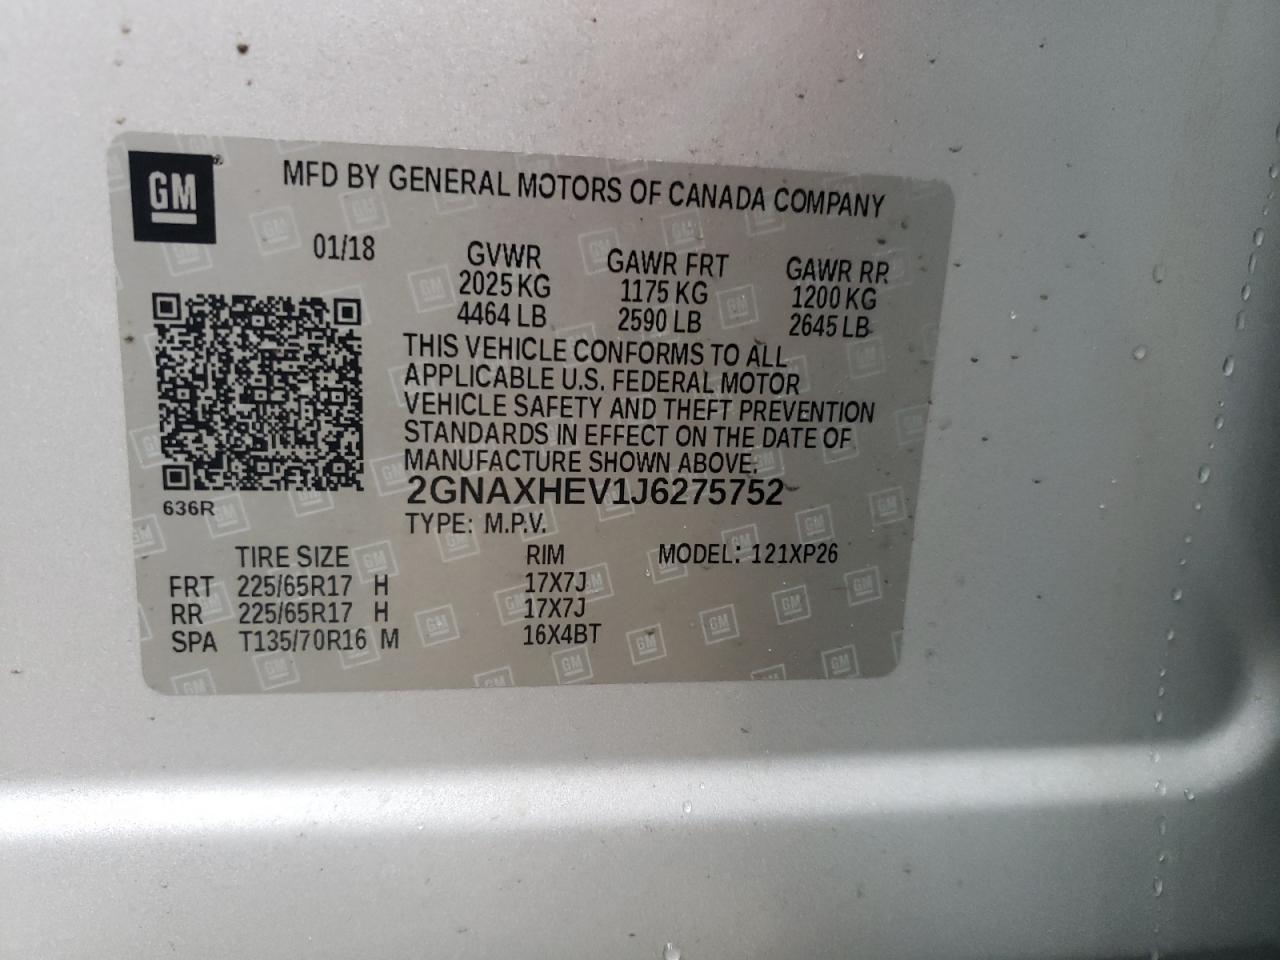 GM
MFD BY GENERAL MOTORS OF CANADA COMPANY
01/18
GVWR GAWR FRT GAWR RR
2025 KG 1175 KG 1200 KG
4464 LB 2590 LB 2645 LB
THIS VEHICLE CONFORMS TO ALL
APPLICABLE U.S. FEDERAL MOTOR
VEHICLE SAFETY AND THEFT PREVENTION
STANDARDS IN EFFECT ON THE DATE OF
MANUFACTURE SHOWN ABOVE.
2GNAXHEV1J6275752
636R
TYPE: M.P.V.
TIRE SIZE RIM MODEL: 121XP26
FRT 225/65R17 H 17X7J
RR 225/65R17 H 17X7J
SPA T135/70R16 M 16X4BT